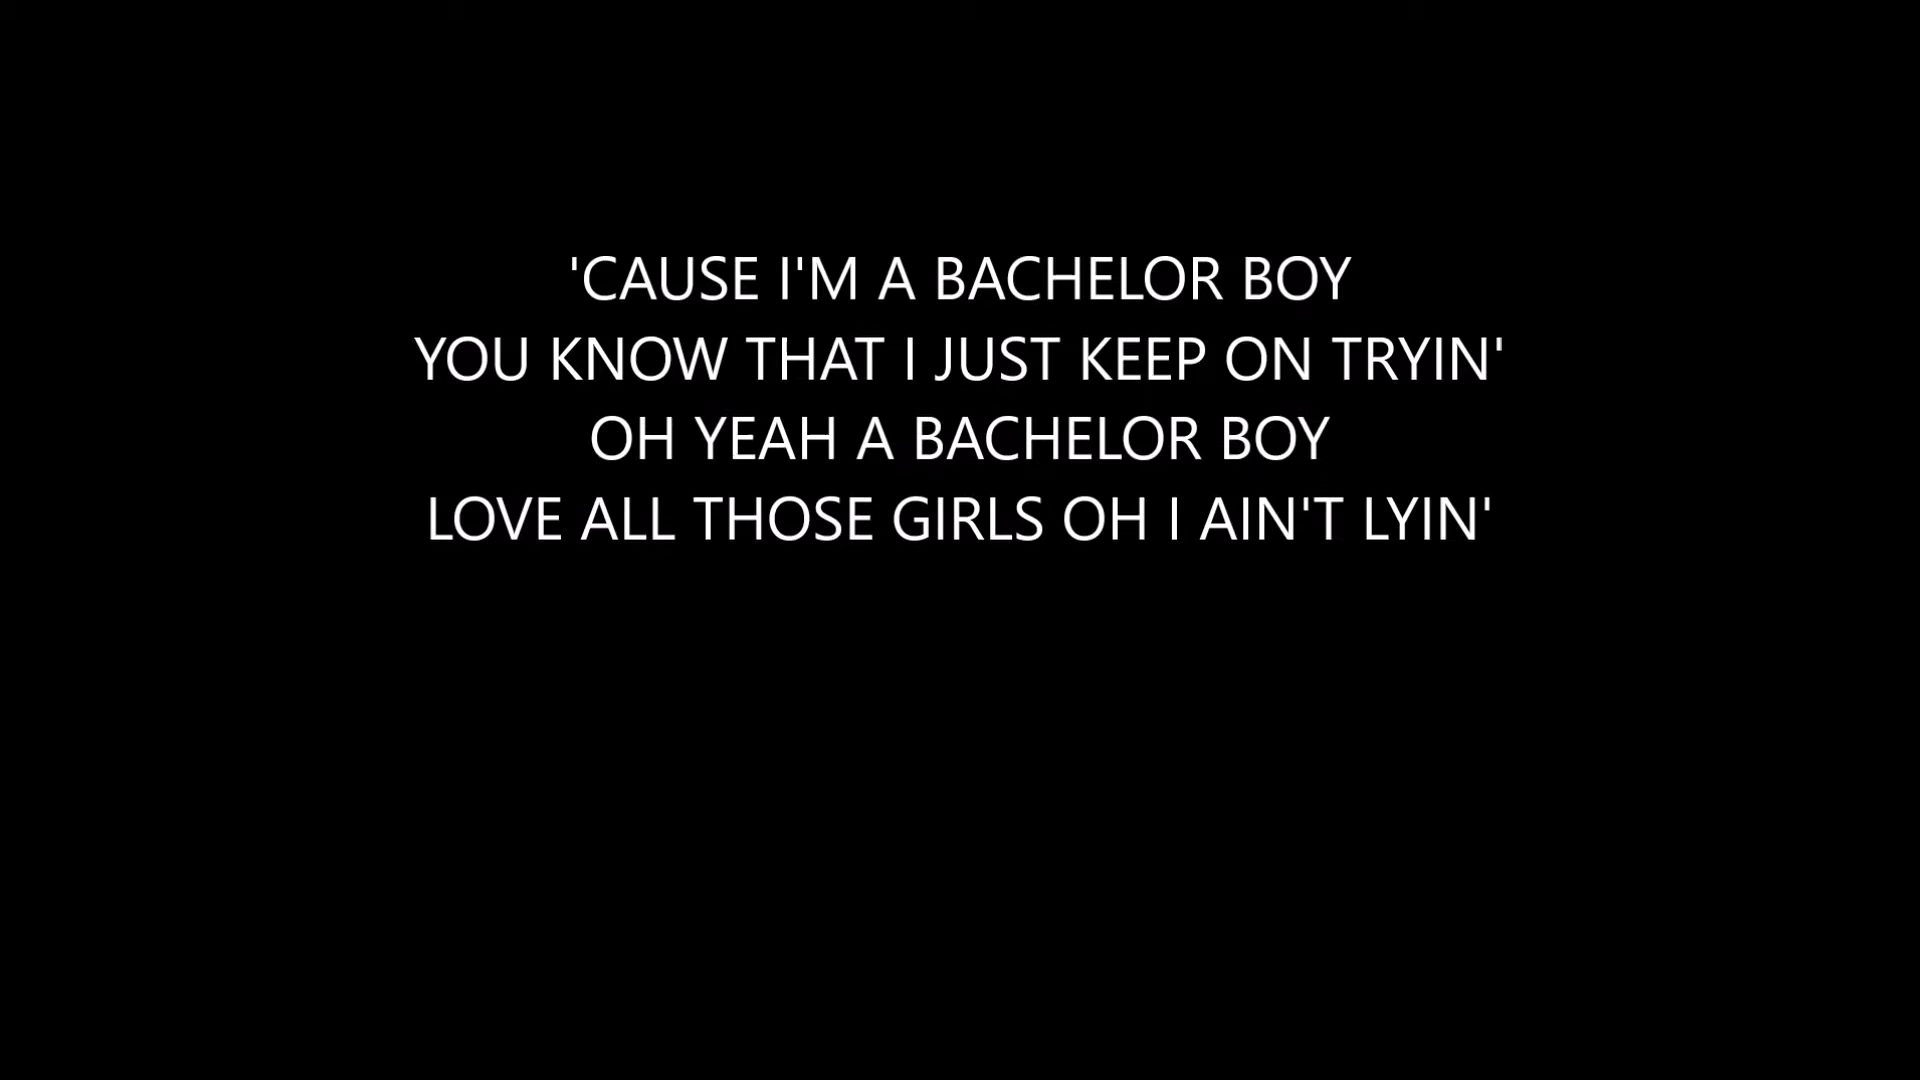 'CAUSE I'M A BACHELOR BOY
YOU KNOW THAT I JUST KEEP ON TRYIN'
OH YEAH A BACHELOR BOY
LOVE ALL THOSE GIRLS OH I AIN'T LYIN'